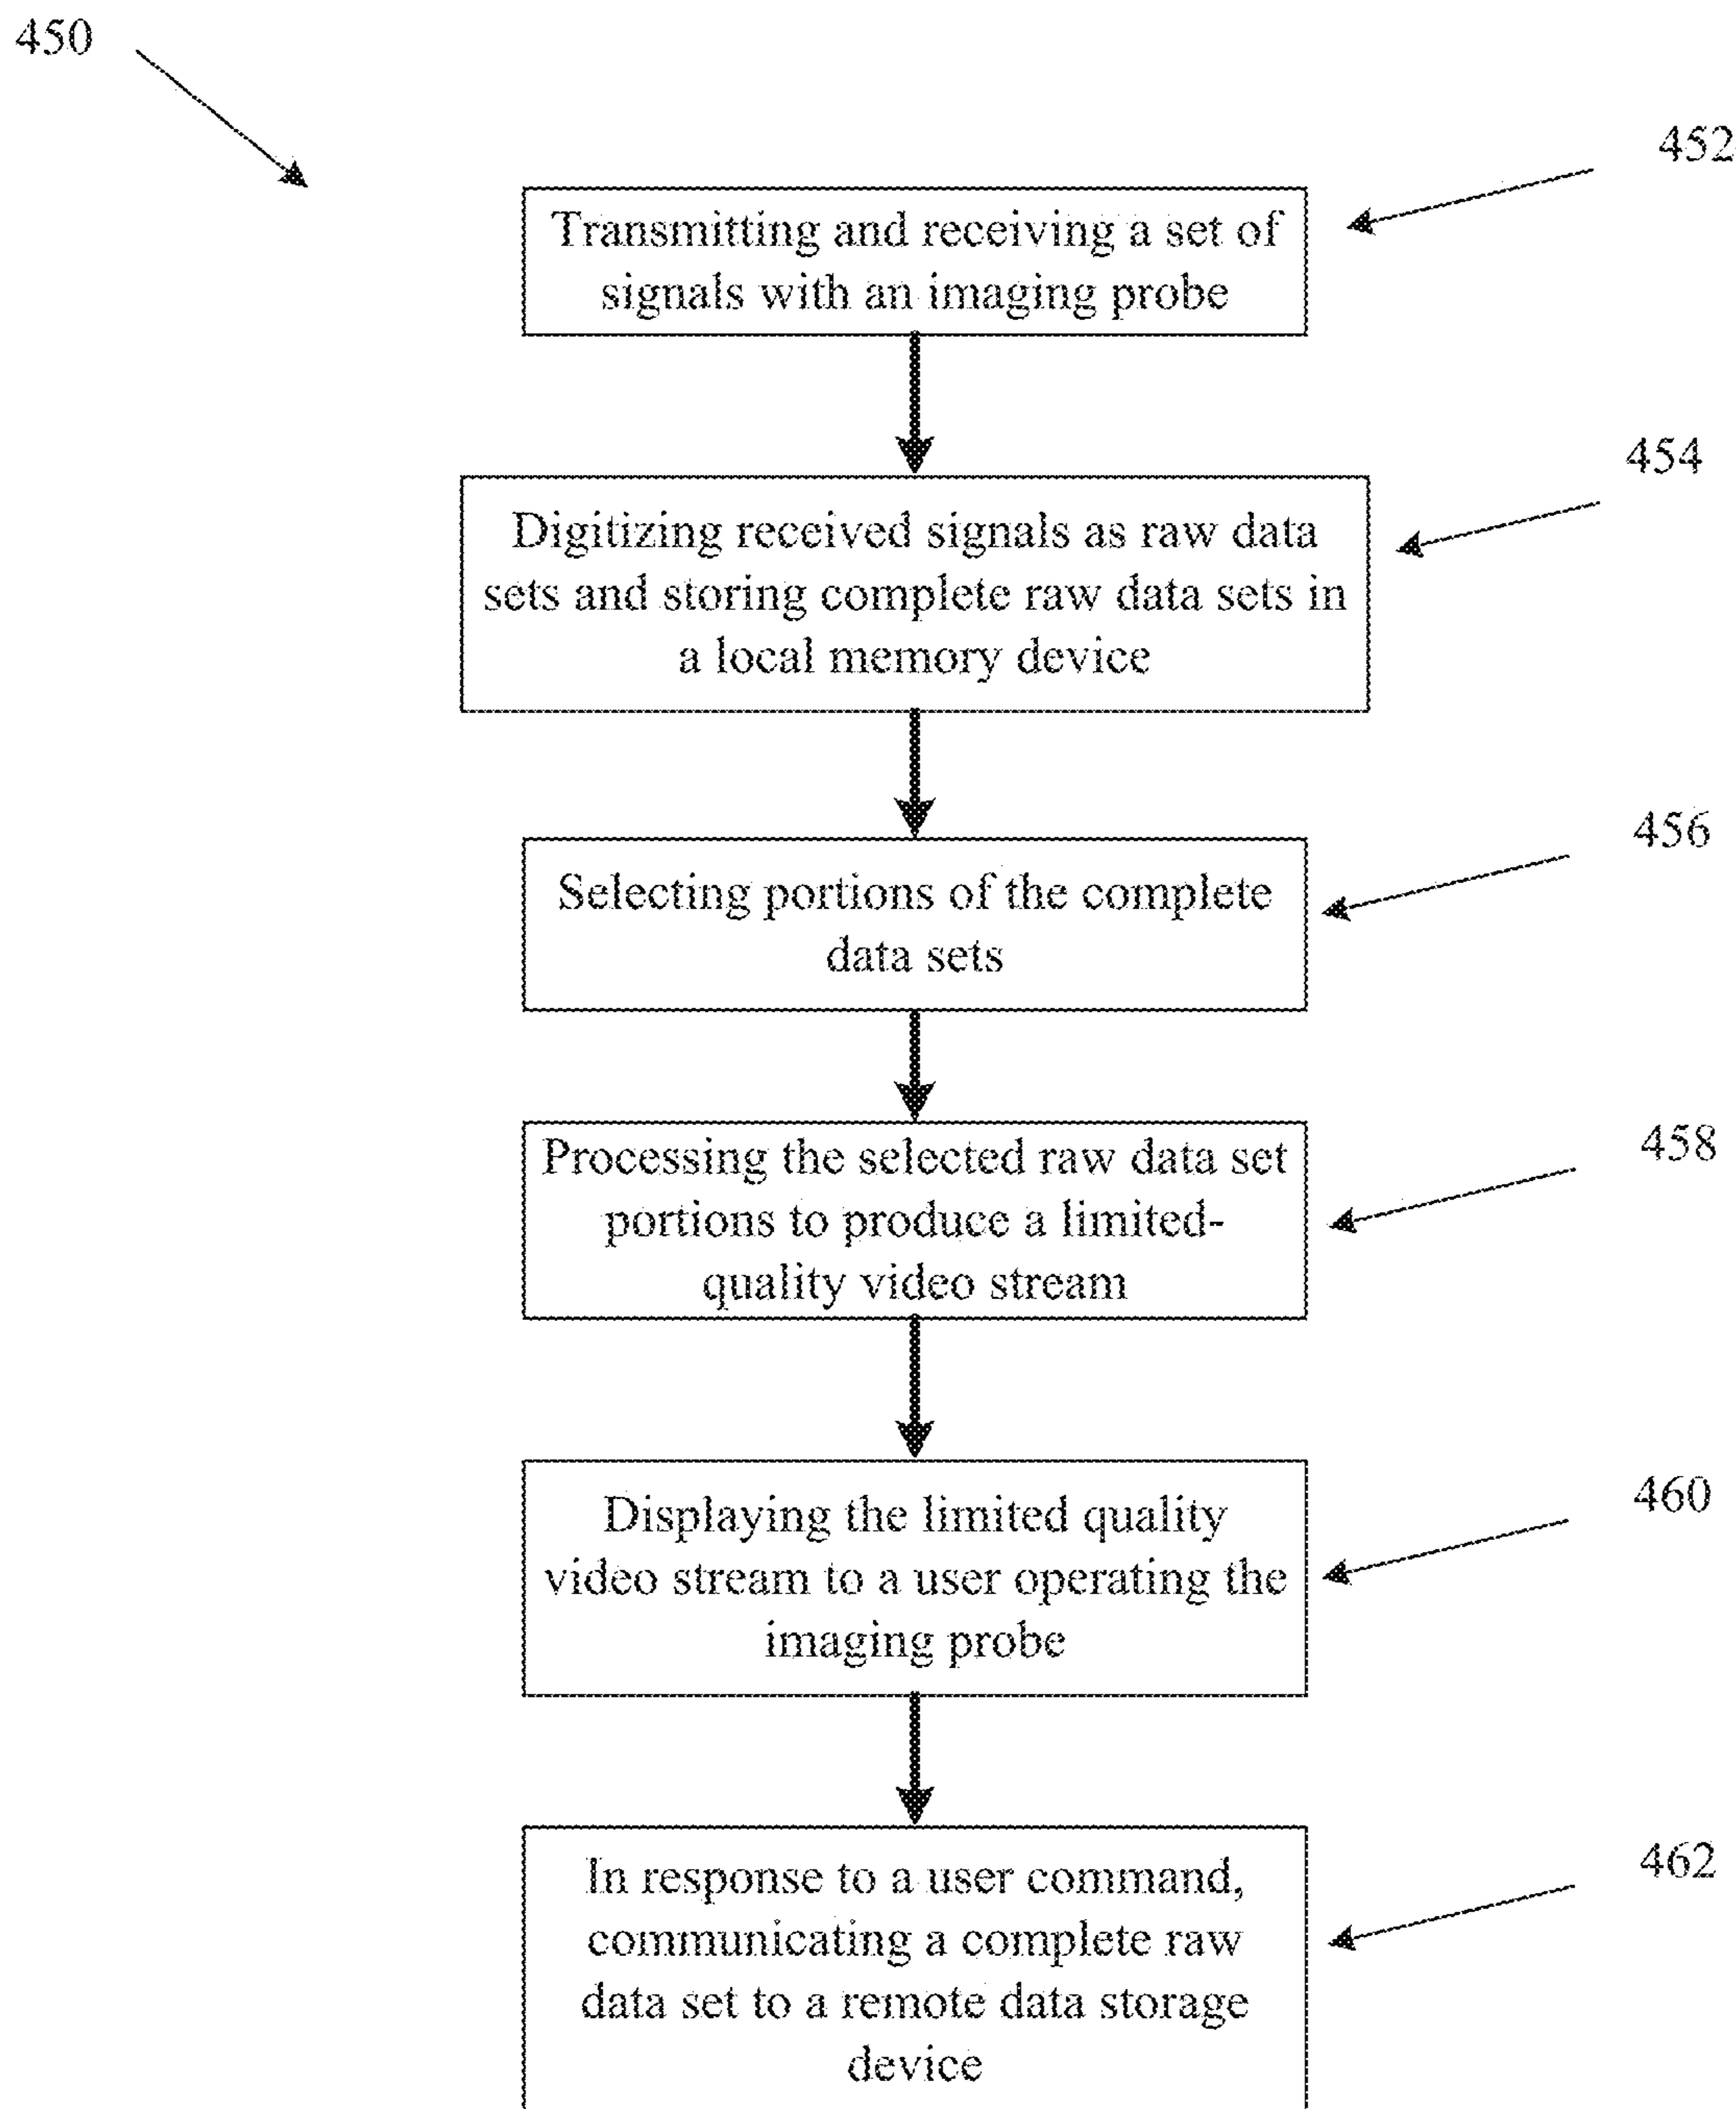 450
452
Transmitting and receiving a set of
signals with an imaging probe
454
Digitizing received signals as raw data
sets and storing complete raw data sets in
a local memory device
456
Selecting portions of the complete
data sets
458
Processing the selected raw data set
portions to produce a limited-
quality video stream
460
Displaying the limited quality
video stream to a user operating the
imaging probe
462
In response to a user command,
communicating a complete raw
data set to a remote data storage
device